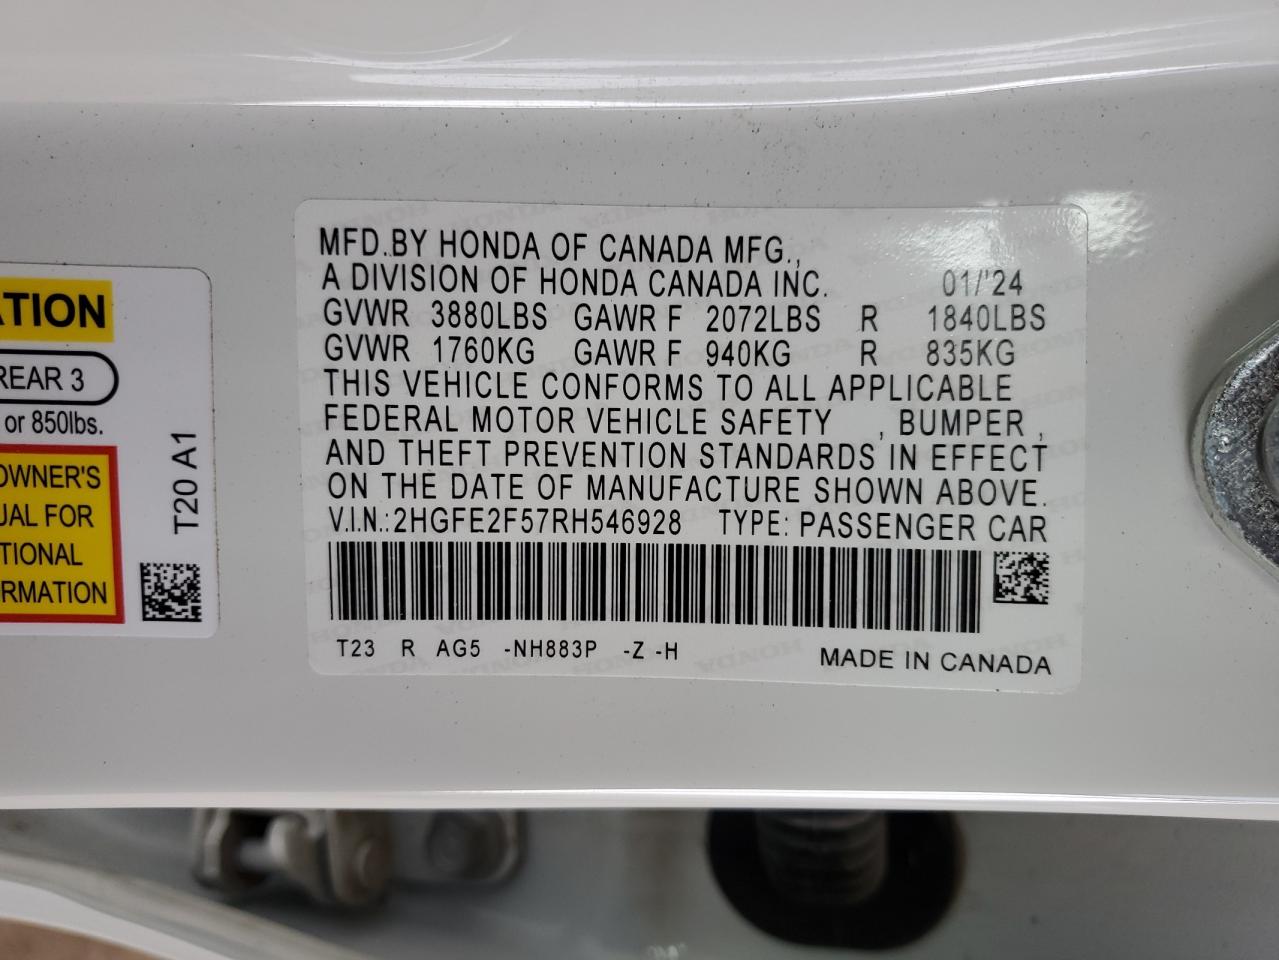 ATION
REAR 3
or 850lbs.
OWNER'S
UAL FOR
TIONAL
RMATION
T20 A1
MFD.BY HONDA OF CANADA MFG.,
A DIVISION OF HONDA CANADA INC. 01/'24
GVWR 3880LBS GAWR F 2072LBS R 1840LBS
GVWR 1760KG GAWR F 940KG R 835KG
THIS VEHICLE CONFORMS TO ALL APPLICABLE
FEDERAL MOTOR VEHICLE SAFETY , BUMPER ,
AND THEFT PREVENTION STANDARDS IN EFFECT
ON THE DATE OF MANUFACTURE SHOWN ABOVE.
V.I.N.:2HGFE2F57RH546928 TYPE: PASSENGER CAR
T23 R AG5 -NH883P -Z -H
MADE IN CANADA